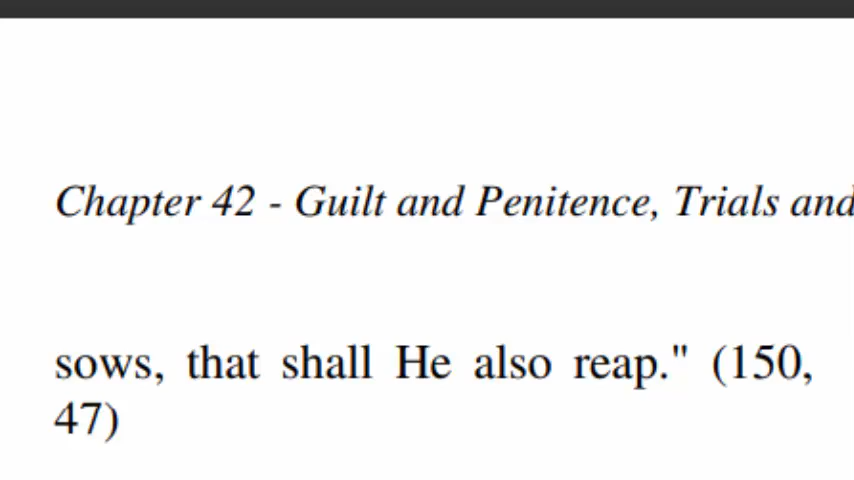 Chapter 42 - Guilt and Penitence, Trials and
sows, that shall He also reap." (150,
47)